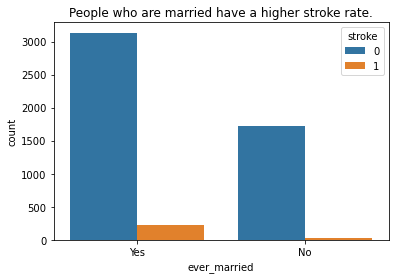 People who are married have a higher stroke rate.
stroke
0
1
3000
2500
2000
1500
1000
500
0
count
Yes
No
ever_married